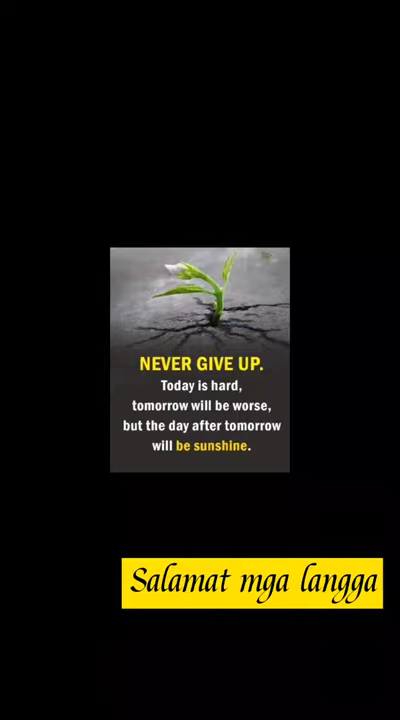 NEVER GIVE UP.
Today is hard,
tomorrow will be worse,
but the day after tomorrow
will be sunshine.
Salamat mga langga